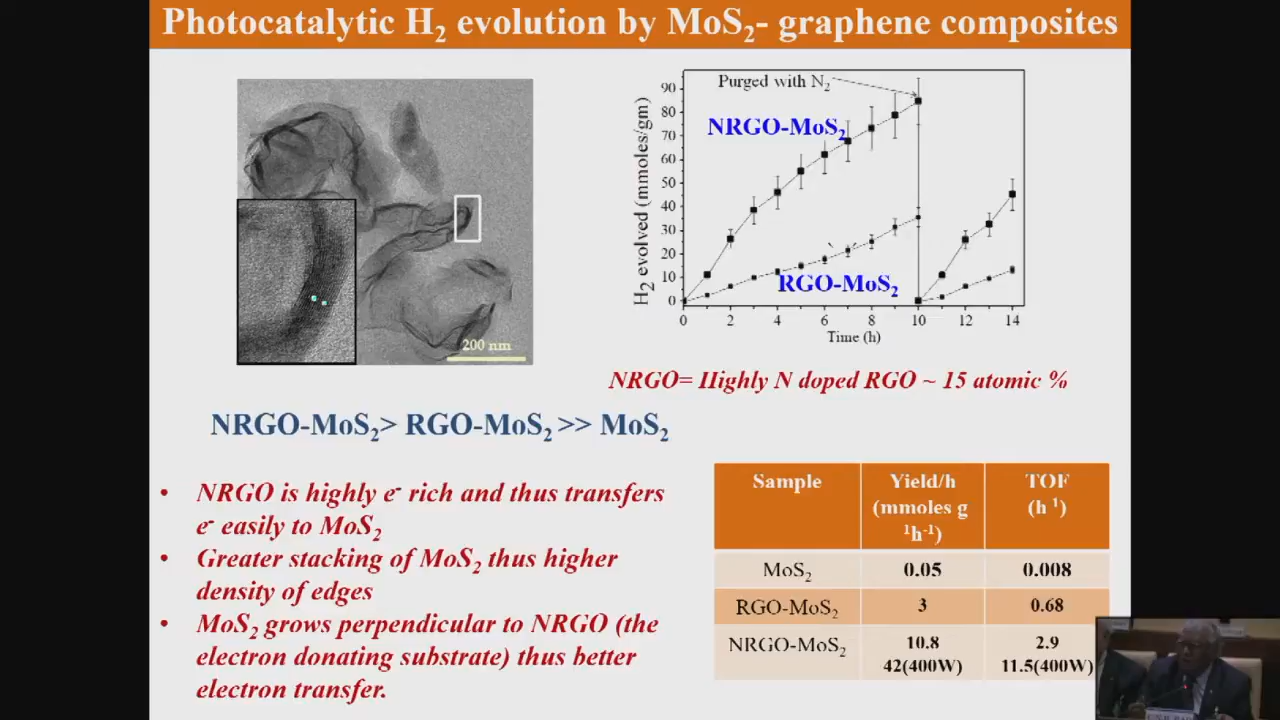 Photocatalytic H2 evolution by MoS2- graphene composites
200 nm
H2 evolved (mmoles/gm)
90
80
70
60
50
40
30
20
10
0
Purged with N2
NRGO-MoS2
RGO-MoS2
0 2 4 6 8 10 12 14
Time (h)
NRGO= Highly N doped RGO ~ 15 atomic %
NRGO-MoS2> RGO-MoS2 >> MoS2
• NRGO is highly e- rich and thus transfers
e- easily to MoS2
• Greater stacking of MoS2 thus higher
density of edges
• MoS2 grows perpendicular to NRGO (the
electron donating substrate) thus better
electron transfer.
Sample Yield/h TOF
(mmoles g (h 1)
1h-1)
MoS2 0.05 0.008
RGO-MoS2 3 0.68
NRGO-MoS2 10.8 2.9
42(400W) 11.5(400W)